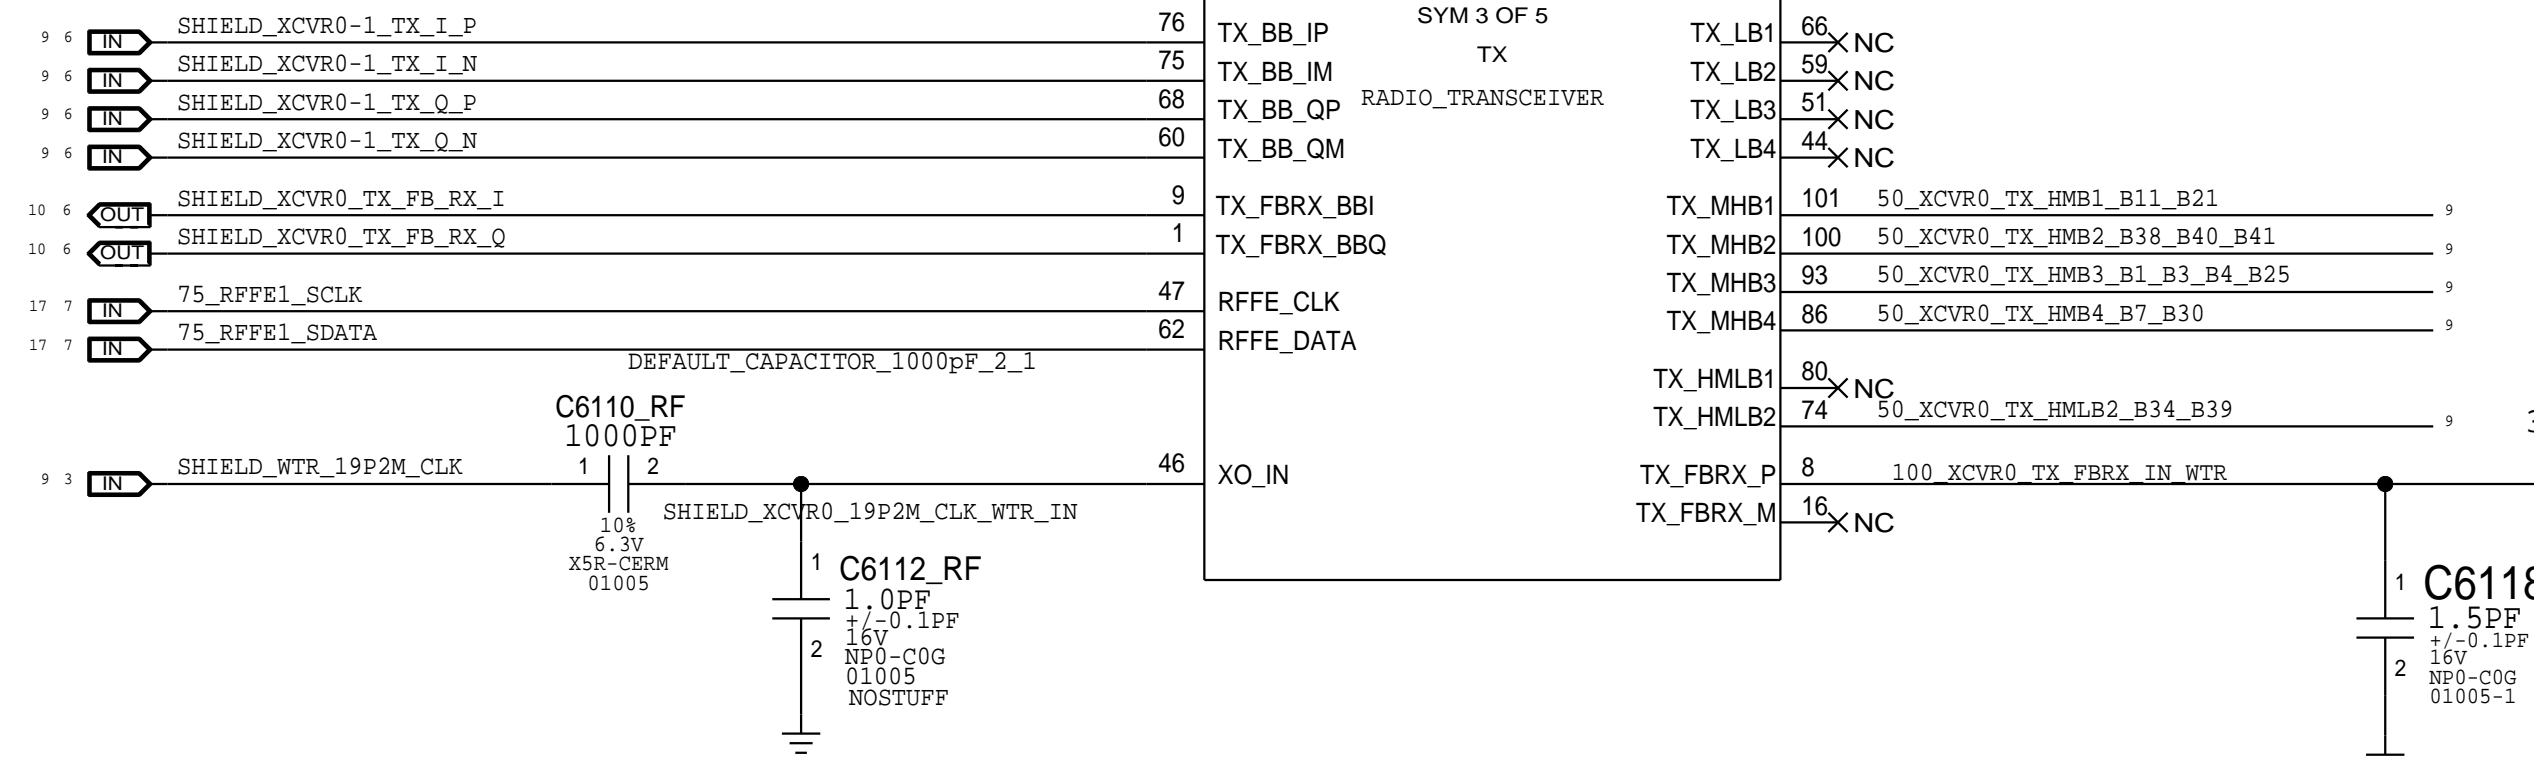 SYM 3 OF 5
TX
RADIO_TRANSCEIVER
9 6 IN SHIELD_XCVR0-1_TX_I_P 76 TX_BB_IP TX_LB1 66 NC
9 6 IN SHIELD_XCVR0-1_TX_I_N 75 TX_BB_IM TX_LB2 59 NC
9 6 IN SHIELD_XCVR0-1_TX_Q_P 68 TX_BB_QP TX_LB3 51 NC
9 6 IN SHIELD_XCVR0-1_TX_Q_N 60 TX_BB_QM TX_LB4 44 NC
10 6 OUT SHIELD_XCVR0_TX_FB_RX_I 9 TX_FBRX_BBI TX_MHB1 101 50_XCVR0_TX_HMB1_B11_B21 9
10 6 OUT SHIELD_XCVR0_TX_FB_RX_Q 1 TX_FBRX_BBQ TX_MHB2 100 50_XCVR0_TX_HMB2_B38_B40_B41 9
17 7 IN 75_RFFE1_SCLK 47 RFFE_CLK TX_MHB3 93 50_XCVR0_TX_HMB3_B1_B3_B4_B25 9
17 7 IN 75_RFFE1_SDATA 62 RFFE_DATA TX_MHB4 86 50_XCVR0_TX_HMB4_B7_B30 9
DEFAULT_CAPACITOR_1000pF_2_1
TX_HMLB1 80 NC
TX_HMLB2 74 50_XCVR0_TX_HMLB2_B34_B39 9
C6110_RF
1000PF
1 2
9 3 IN SHIELD_WTR_19P2M_CLK 46 XO_IN TX_FBRX_P 8 100_XCVR0_TX_FBRX_IN_WTR
SHIELD_XCVR0_19P2M_CLK_WTR_IN TX_FBRX_M 16 NC
10%
6.3V
X5R-CERM
01005
1 C6112_RF
1.0PF
+/-0.1PF
16V
2 NP0-C0G
01005
NOSTUFF
1 C6118
1.5PF
+/-0.1PF
16V
2 NP0-C0G
01005-1